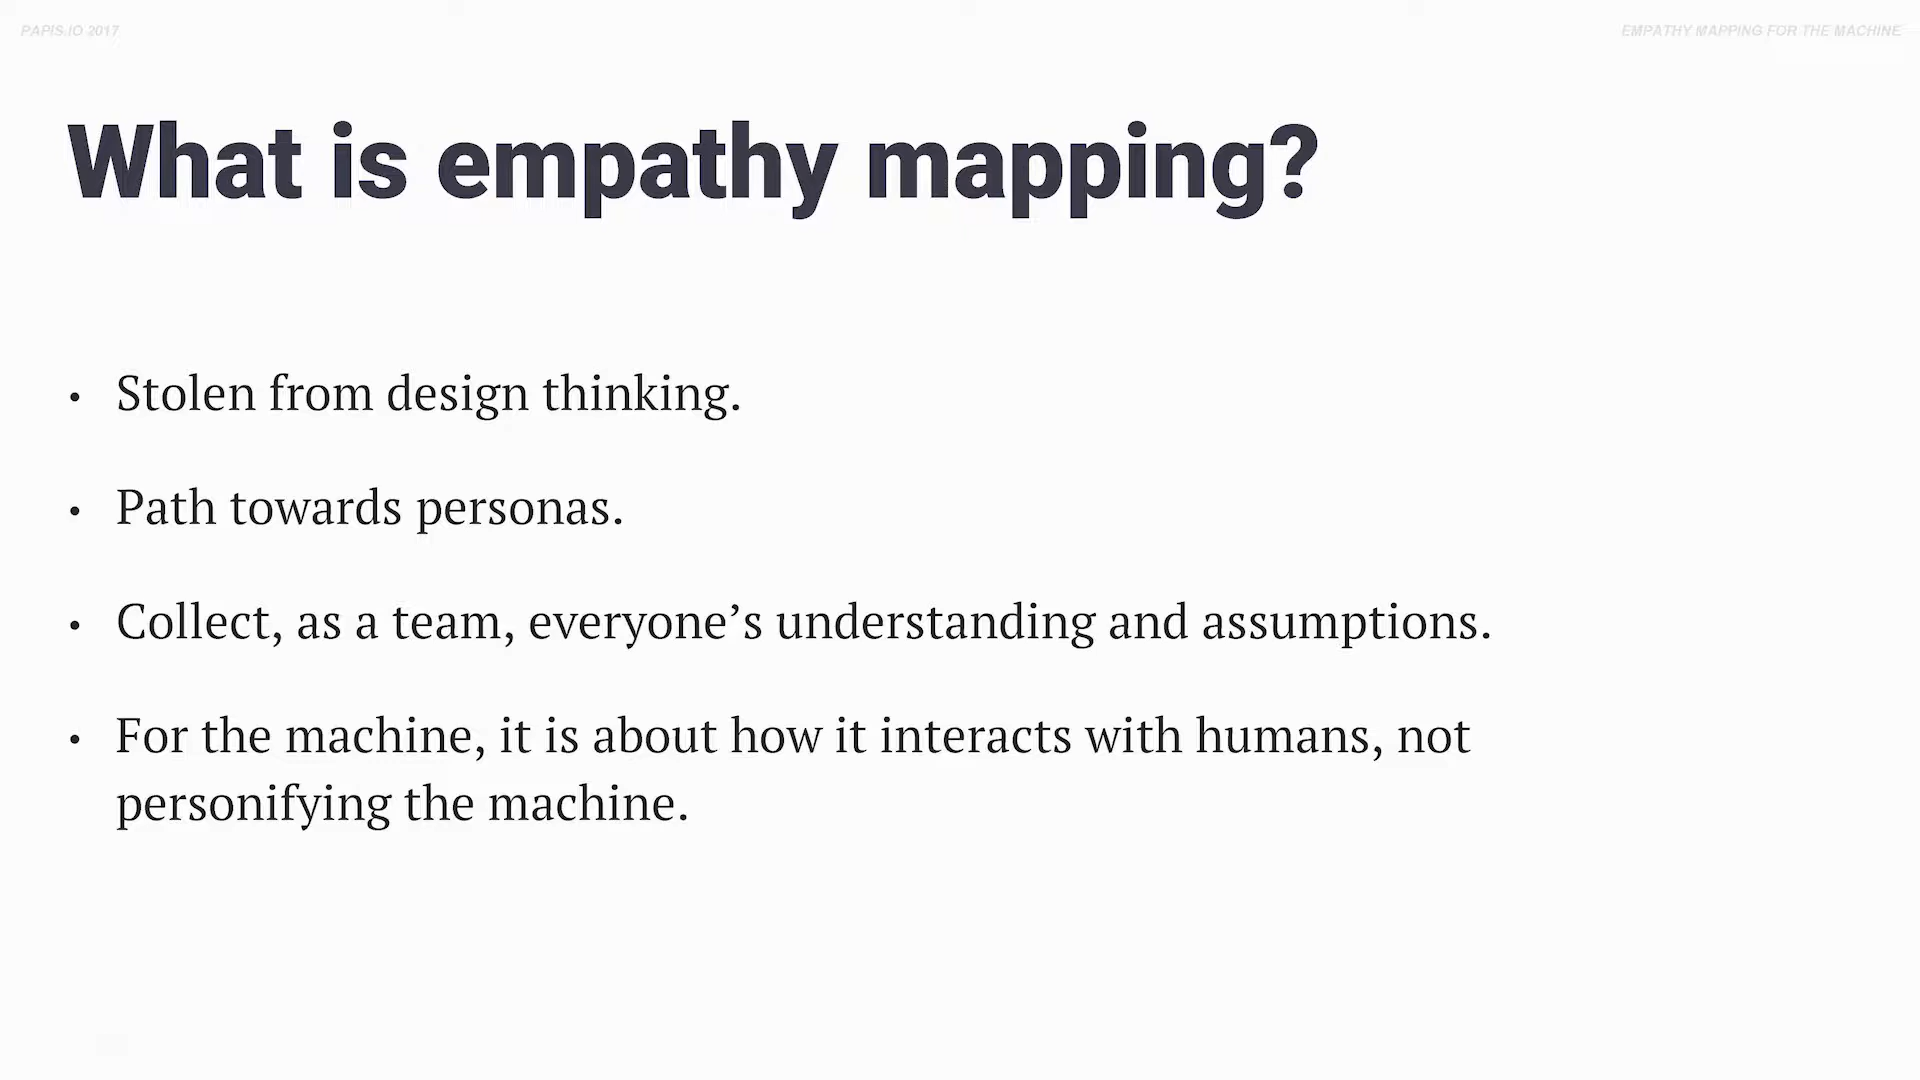 PAPIS.IO 2017
EMPATHY MAPPING FOR THE MACHINE
What is empathy mapping?
• Stolen from design thinking.
• Path towards personas.
• Collect, as a team, everyone’s understanding and assumptions.
• For the machine, it is about how it interacts with humans, not
personifying the machine.